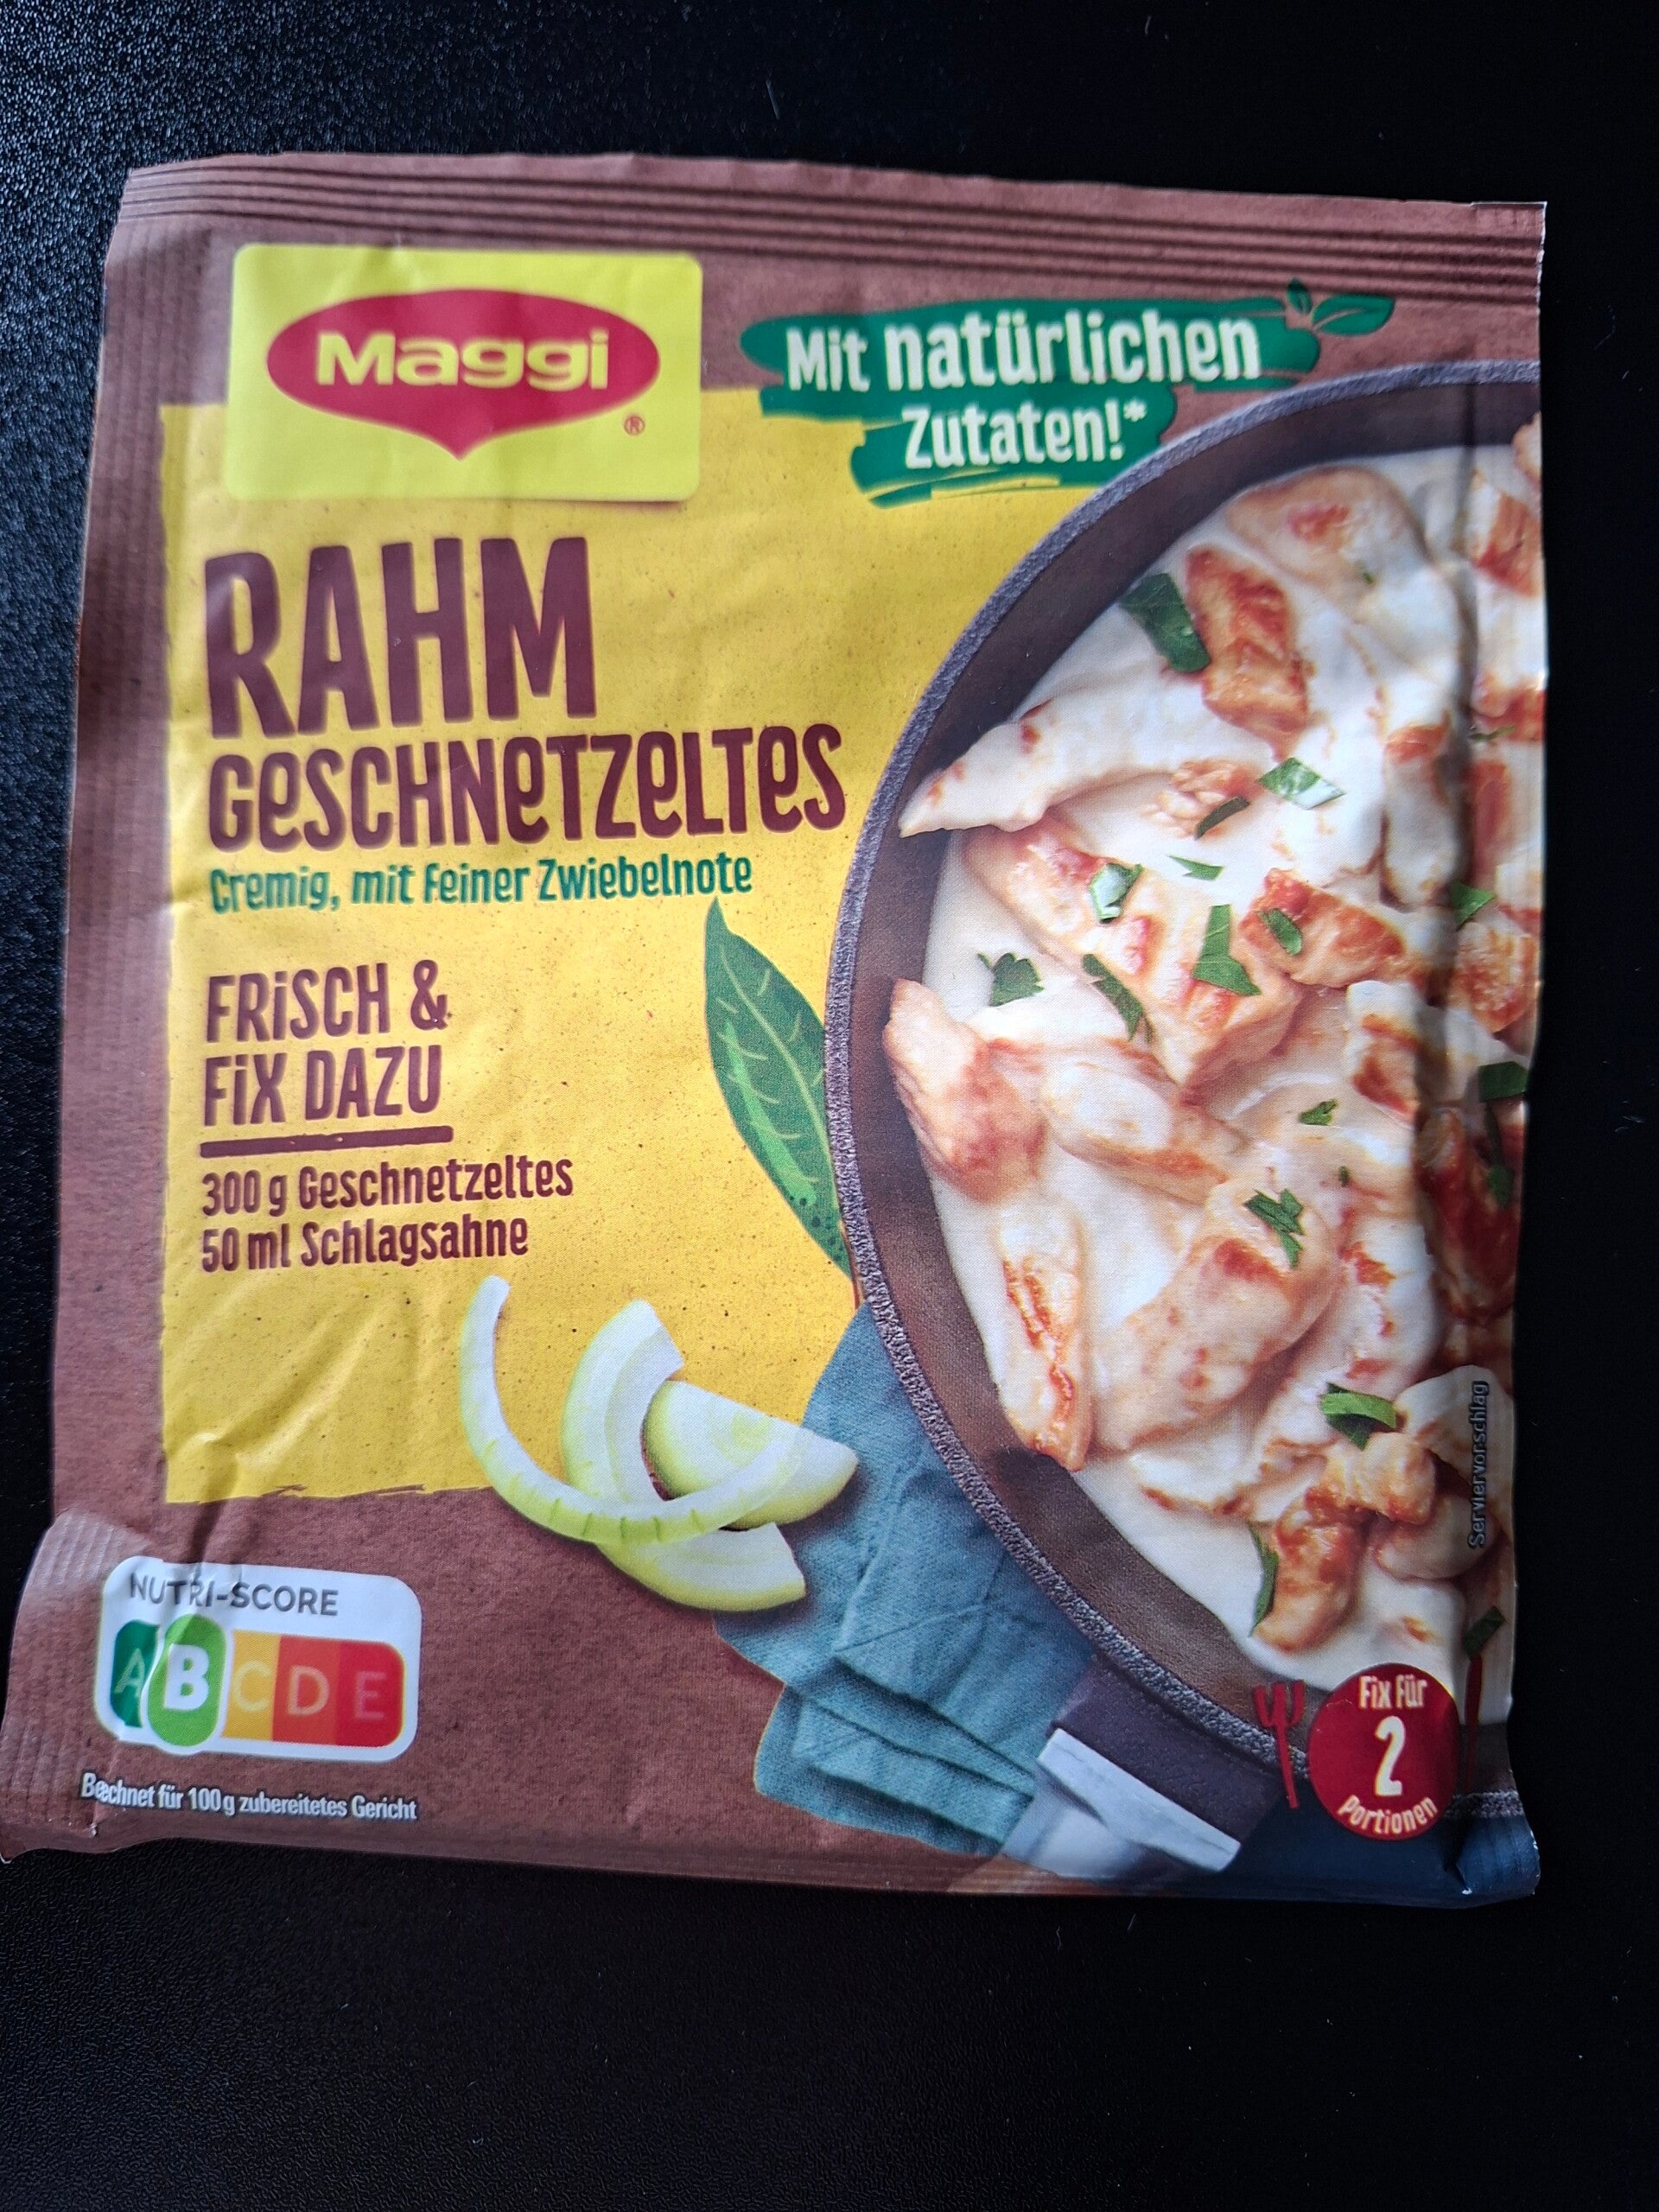 Maggi
®
Mit natürlichen
Zutaten!*
RAHM
GESCHNETZELTES
Cremig, mit feiner Zwiebelnote
FRISCH &
FIX DAZU
300 g Geschnetzeltes
50 ml Schlagsahne
Serviervorschlag
NUTRI-SCORE
A B C D E
für 100 g zubereitetes Gericht
Fix für
2
Portionen